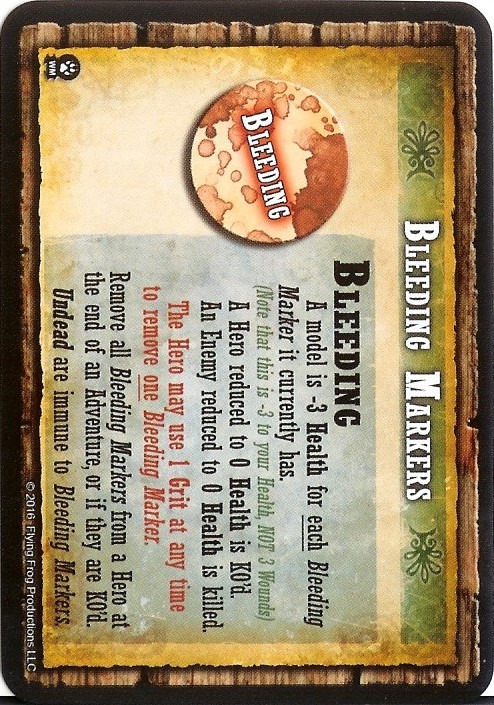 BLEEDING MARKERS
BLEEDING
BLEEDING
A model is -3 Health for each Bleeding
Marker it currently has.
(Note that this is -3 to your Health, NOT 3 Wounds)
A Hero reduced to 0 Health is KO'd.
An Enemy reduced to 0 Health is killed.
The Hero may use 1 Grit at any time
to remove one Bleeding Marker.
Remove all Bleeding Markers from a Hero at
the end of an Adventure, or if they are KO'd.
Undead are immune to Bleeding Markers.
WM
© 2016 Flying Frog Productions LLC